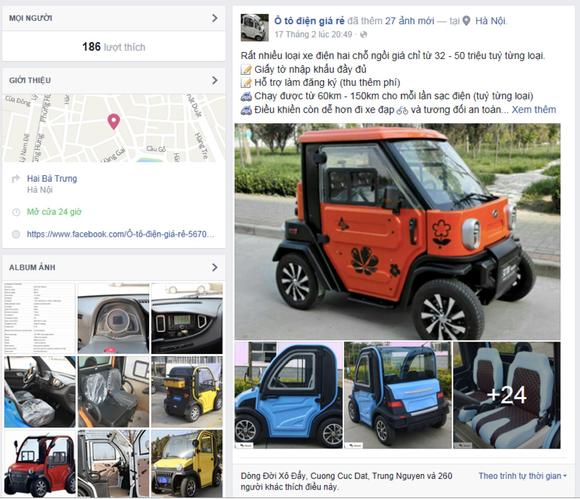 MỌI NGƯỜI
186 lượt thích
GIỚI THIỆU
Hàng Gai
Cầu Gỗ
Hai Bà Trưng
Hà Nội
Mở cửa 24 giờ
https://www.facebook.com/Ô-tô-điện-giá-rẻ-5670...
ALBUM ẢNH
Ô tô điện giá rẻ đã thêm 27 ảnh mới — tại Hà Nội.
17 Tháng 2 lúc 20:49
Rất nhiều loại xe điện hai chỗ ngồi giá chỉ từ 32 - 50 triệu tuỳ từng loại.
Giấy tờ nhập khẩu đầy đủ
Hỗ trợ làm đăng ký (thu thêm phí)
Chạy được từ 60km - 150km cho mỗi lần sạc điện (tuỳ từng loại)
Điều khiển còn dễ hơn đi xe đạp và tương đối an toàn... Xem thêm
+24
Dòng Đời Xô Đẩy, Cuong Cuc Dat, Trung Nguyen và 260
người khác thích điều này.
Theo trình tự thời gian